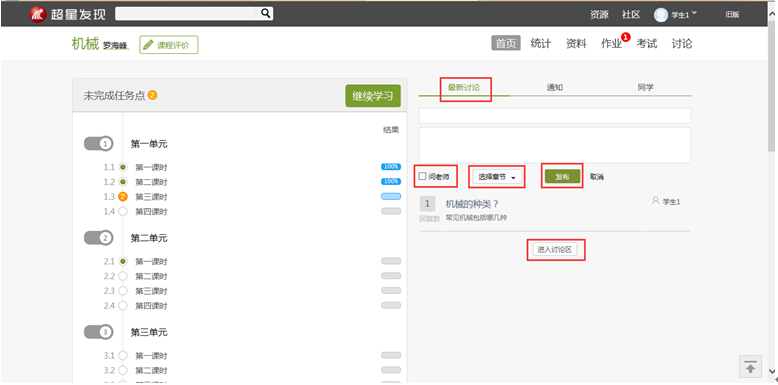 超星发现
资源 社区 学生1 旧版
机械 罗海峰 课程评价
首页 统计 资料 作业 1 考试 讨论
未完成任务点 2 继续学习
结果
1 第一单元
1.1 第一课时 100%
1.2 第二课时 100%
1.3 2 第三课时
1.4 第四课时
2 第二单元
2.1 第一课时
2.2 第二课时
2.3 第三课时
2.4 第四课时
3 第三单元
3.1 第一课时
3.2 第二课时
最新讨论 通知 同学
问老师 选择章节 发布 取消
1 机械的种类？ 学生1
回复数 常见机械包括哪几种
进入讨论区